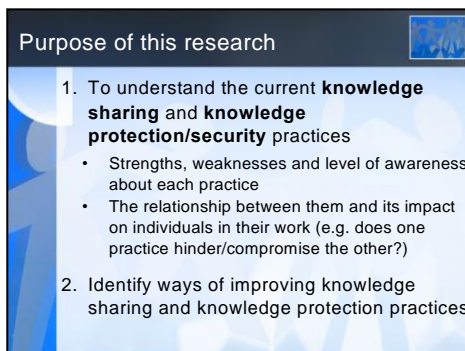 Purpose of this research
1. To understand the current knowledge
sharing and knowledge
protection/security practices
• Strengths, weaknesses and level of awareness
about each practice
• The relationship between them and its impact
on individuals in their work (e.g. does one
practice hinder/compromise the other?)
2. Identify ways of improving knowledge
sharing and knowledge protection practices